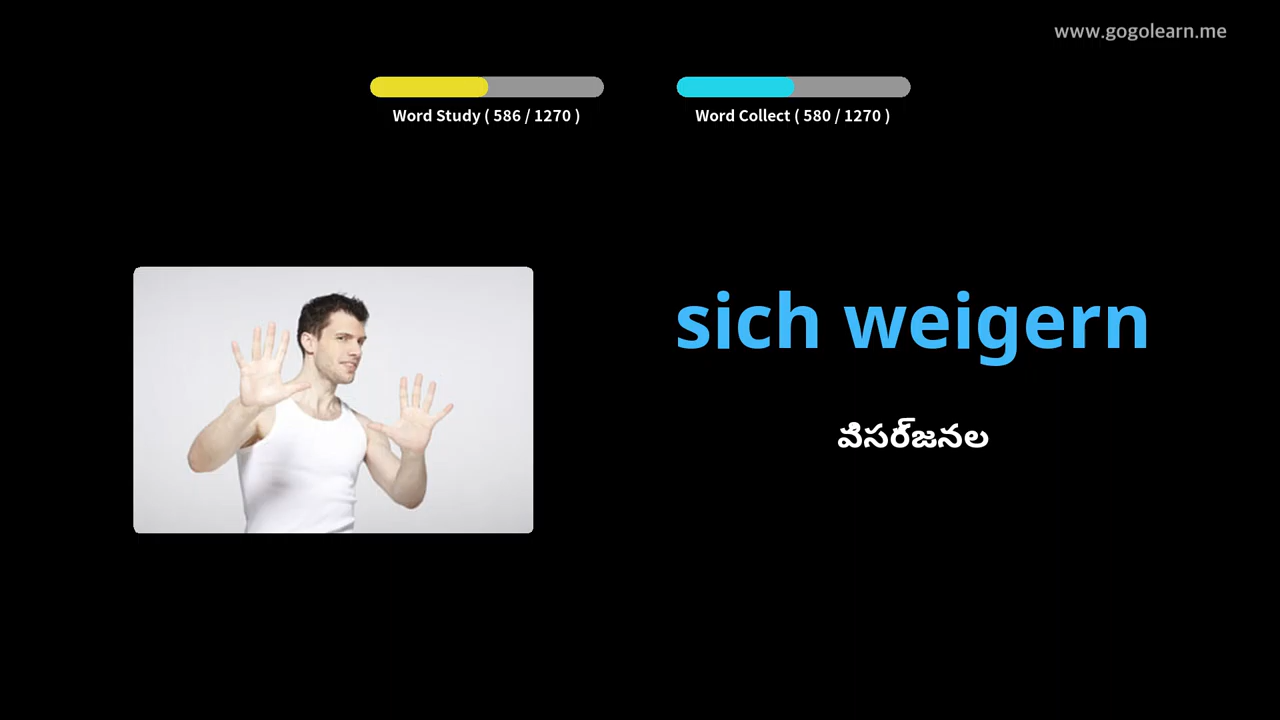 www.gogolearn.me
Word Study ( 586 / 1270 )
Word Collect ( 580 / 1270 )
sich weigern
విసర్జనల